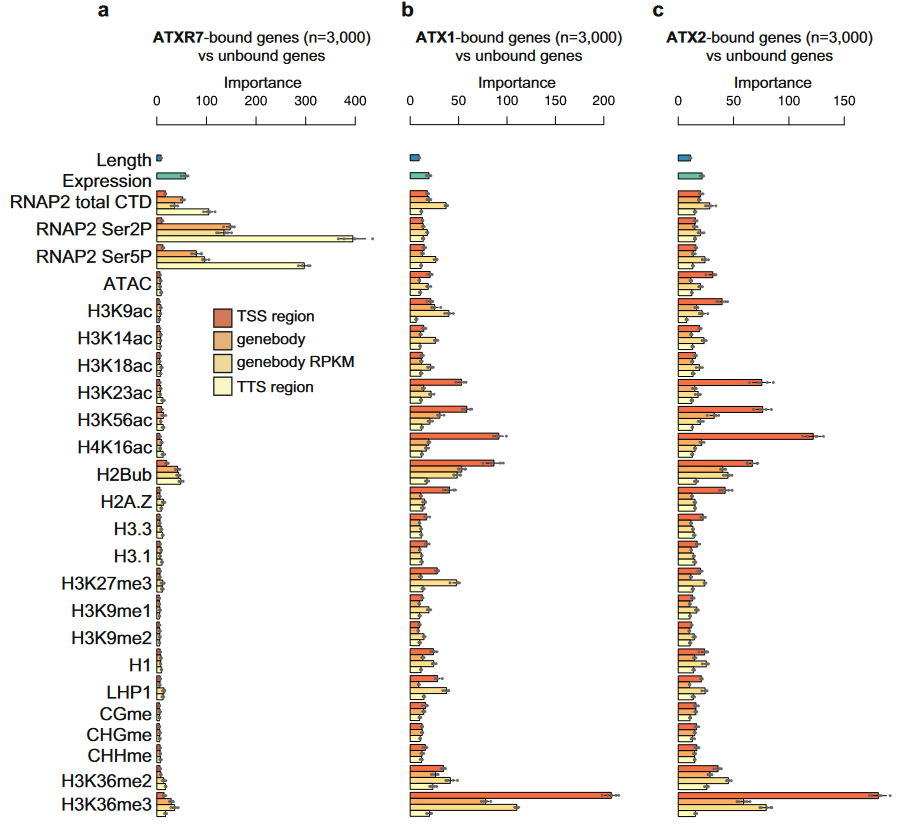 a
b
c
ATXR7-bound genes (n=3,000)
vs unbound genes
ATX1-bound genes (n=3,000)
vs unbound genes
ATX2-bound genes (n=3,000)
vs unbound genes
Importance
Importance
Importance
0 100 200 300 400
0 50 100 150 200
0 50 100 150
Length
Expression
RNAP2 total CTD
RNAP2 Ser2P
RNAP2 Ser5P
ATAC
H3K9ac
H3K14ac
H3K18ac
H3K23ac
H3K56ac
H4K16ac
H2Bub
H2A.Z
H3.3
H3.1
H3K27me3
H3K9me1
H3K9me2
H1
LHP1
CGme
CHGme
CHHme
H3K36me2
H3K36me3
TSS region
genebody
genebody RPKM
TTS region